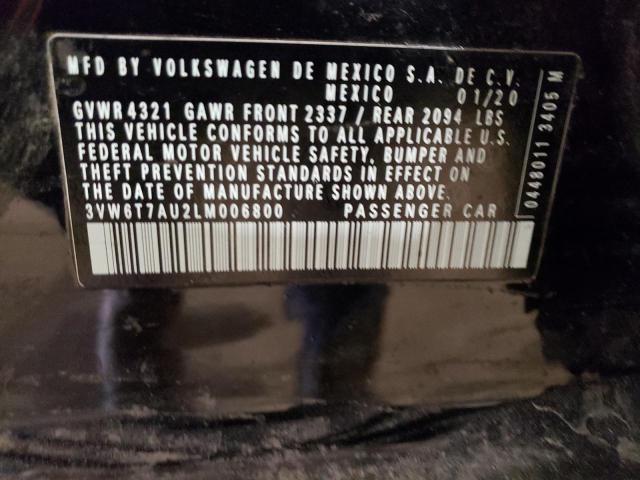 MFD BY VOLKSWAGEN DE MEXICO S.A. DE C.V.
MEXICO 01/20
GVWR 4321 GAWR FRONT 2337 / REAR 2094 LBS
THIS VEHICLE CONFORMS TO ALL APPLICABLE U.S.
FEDERAL MOTOR VEHICLE SAFETY, BUMPER AND
THEFT PREVENTION STANDARDS IN EFFECT ON
THE DATE OF MANUFACTURE SHOWN ABOVE.
3VW6T7AU2LM006800 PASSENGER CAR
0448011 3405 M